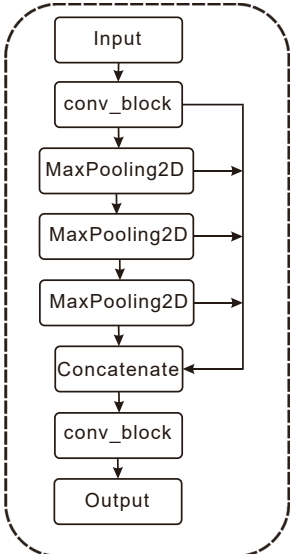 Input
conv_block
MaxPooling2D
MaxPooling2D
MaxPooling2D
Concatenate
conv_block
Output